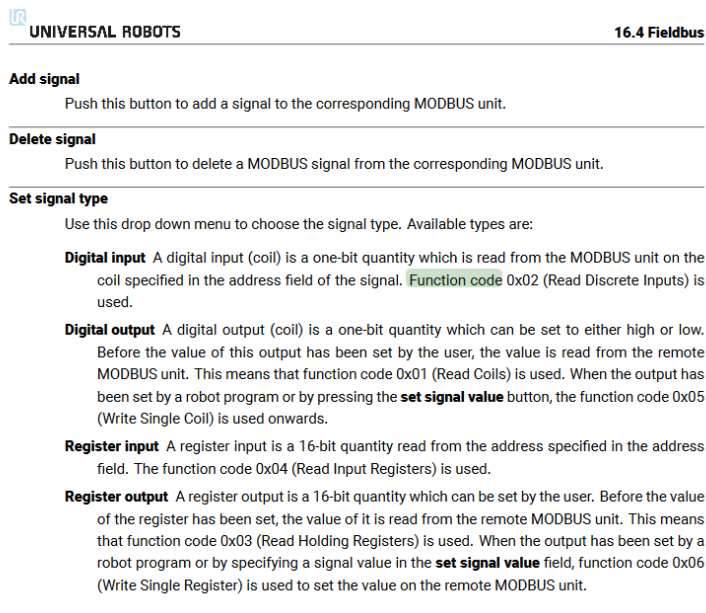 UR
UNIVERSAL ROBOTS
16.4 Fieldbus
Add signal
Push this button to add a signal to the corresponding MODBUS unit.
Delete signal
Push this button to delete a MODBUS signal from the corresponding MODBUS unit.
Set signal type
Use this drop down menu to choose the signal type. Available types are:
Digital input A digital input (coil) is a one-bit quantity which is read from the MODBUS unit on the
coil specified in the address field of the signal. Function code 0x02 (Read Discrete Inputs) is
used.
Digital output A digital output (coil) is a one-bit quantity which can be set to either high or low.
Before the value of this output has been set by the user, the value is read from the remote
MODBUS unit. This means that function code 0x01 (Read Coils) is used. When the output has
been set by a robot program or by pressing the set signal value button, the function code 0x05
(Write Single Coil) is used onwards.
Register input A register input is a 16-bit quantity read from the address specified in the address
field. The function code 0x04 (Read Input Registers) is used.
Register output A register output is a 16-bit quantity which can be set by the user. Before the value
of the register has been set, the value of it is read from the remote MODBUS unit. This means
that function code 0x03 (Read Holding Registers) is used. When the output has been set by a
robot program or by specifying a signal value in the set signal value field, function code 0x06
(Write Single Register) is used to set the value on the remote MODBUS unit.